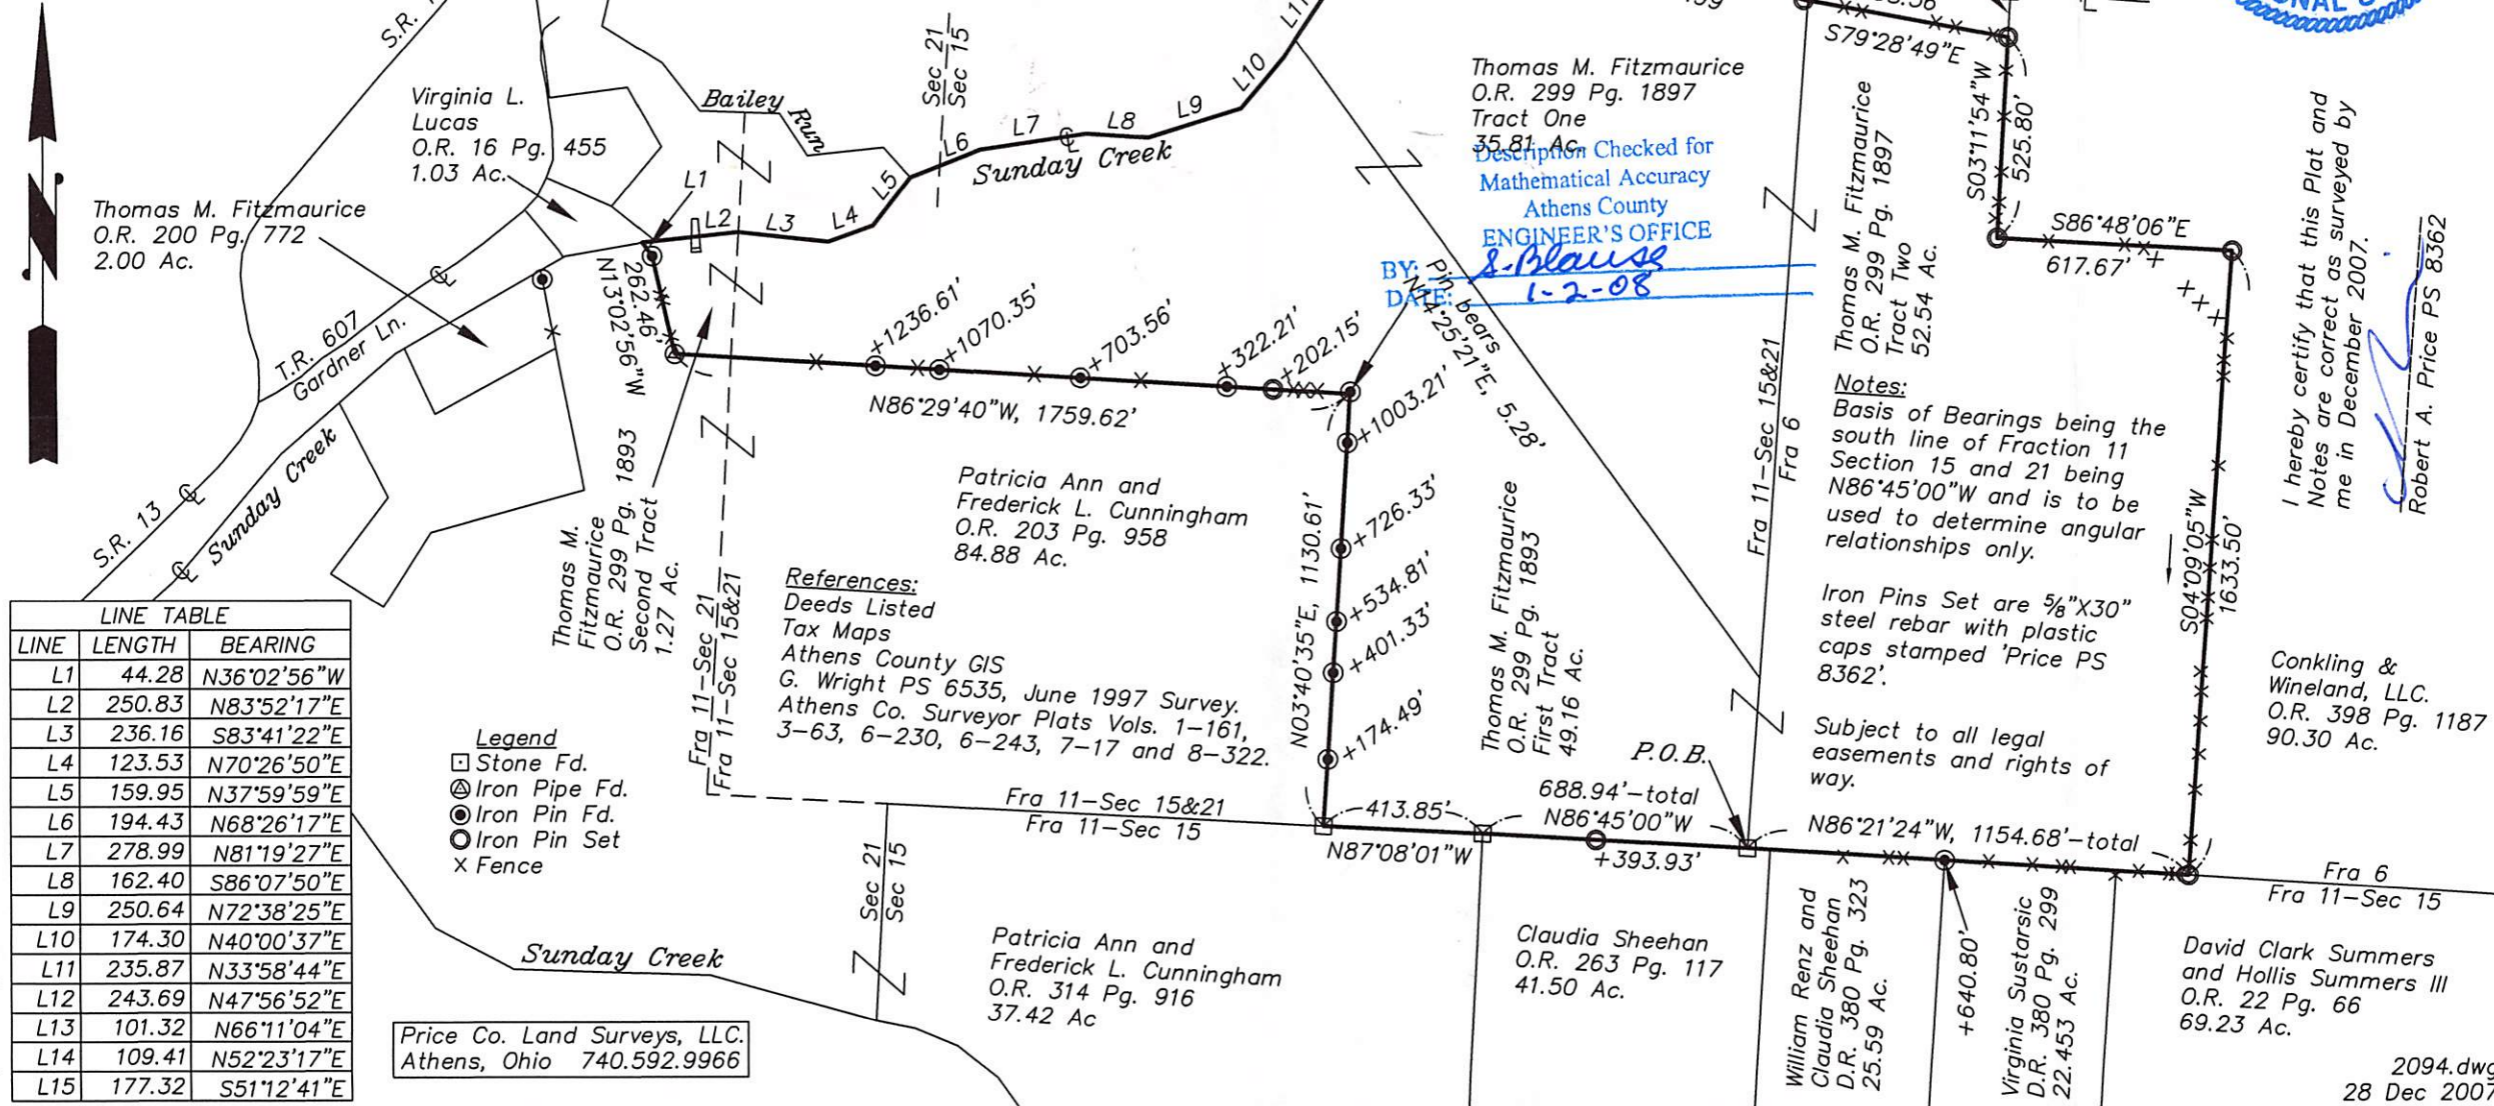 S.R.
Virginia L.
Lucas
O.R. 16 Pg. 455
1.03 Ac.
Thomas M. Fitzmaurice
O.R. 200 Pg. 772
2.00 Ac.
Bailey Run
Sec 21
Sec 15
L1
L2
L3
L4
L5
L6
L7
L8
L9
L10
L11
Sunday Creek
N
T.R. 607
Gardner Ln.
S.R. 13
Sunday Creek
N13°02'56"W
262.46'
Thomas M. Fitzmaurice
O.R. 299 Pg. 1897
Tract One
35.81 Ac.
Description Checked for
Mathematical Accuracy
Athens County
ENGINEER'S OFFICE
BY: S. Blause
DATE: 1-2-08
S79°28'49"E
S03°11'54"W
525.80'
S86°48'06"E
617.67'
Thomas M. Fitzmaurice
O.R. 299 Pg. 1897
Tract Two
52.54 Ac.
I hereby certify that this Plat and
Notes are correct as surveyed by
me in December 2007.
Robert A. Price PS 8362
+1236.61'
+1070.35'
+703.56'
+322.21'
+202.15'
N86°29'40"W, 1759.62'
Pin bears
N14°25'21"E, 5.28'
+1003.21'
+726.33'
+534.81'
+401.33'
+174.49'
N03°40'35"E, 1130.61'
Thomas M.
Fitzmaurice
O.R. 299 Pg. 1893
Second Tract
1.27 Ac.
Patricia Ann and
Frederick L. Cunningham
O.R. 203 Pg. 958
84.88 Ac.
References:
Deeds Listed
Tax Maps
Athens County GIS
G. Wright PS 6535, June 1997 Survey.
Athens Co. Surveyor Plats Vols. 1-161,
3-63, 6-230, 6-243, 7-17 and 8-322.
Fra 11-Sec 21
Fra 11-Sec 15&21
Thomas M. Fitzmaurice
O.R. 299 Pg. 1893
First Tract
49.16 Ac.
Fra 11-Sec 15&21
Fra 6
Notes:
Basis of Bearings being the
south line of Fraction 11
Section 15 and 21 being
N86°45'00"W and is to be
used to determine angular
relationships only.
Iron Pins Set are 5/8"X30"
steel rebar with plastic
caps stamped 'Price PS
8362'.
Subject to all legal
easements and rights of
way.
S04°09'05"W
1633.50'
Conkling &
Wineland, LLC.
O.R. 398 Pg. 1187
90.30 Ac.
LINE TABLE
LINE LENGTH BEARING
L1 44.28 N36°02'56"W
L2 250.83 N83°52'17"E
L3 236.16 S83°41'22"E
L4 123.53 N70°26'50"E
L5 159.95 N37°59'59"E
L6 194.43 N68°26'17"E
L7 278.99 N81°19'27"E
L8 162.40 S86°07'50"E
L9 250.64 N72°38'25"E
L10 174.30 N40°00'37"E
L11 235.87 N33°58'44"E
L12 243.69 N47°56'52"E
L13 101.32 N66°11'04"E
L14 109.41 N52°23'17"E
L15 177.32 S51°12'41"E
Legend
Stone Fd.
Iron Pipe Fd.
Iron Pin Fd.
Iron Pin Set
x Fence
Fra 11-Sec 15&21
Fra 11-Sec 15
413.85'
N87°08'01"W
688.94'-total
N86°45'00"W
+393.93'
P.O.B.
N86°21'24"W, 1154.68'-total
+640.80'
Fra 6
Fra 11-Sec 15
Sec 21
Sec 15
Sunday Creek
Price Co. Land Surveys, LLC.
Athens, Ohio 740.592.9966
Patricia Ann and
Frederick L. Cunningham
O.R. 314 Pg. 916
37.42 Ac
Claudia Sheehan
O.R. 263 Pg. 117
41.50 Ac.
William Renz and
Claudia Sheehan
D.R. 380 Pg. 323
25.59 Ac.
Virginia Sustarsic
D.R. 380 Pg. 299
22.453 Ac.
David Clark Summers
and Hollis Summers III
O.R. 22 Pg. 66
69.23 Ac.
2094.dwg
28 Dec 2007